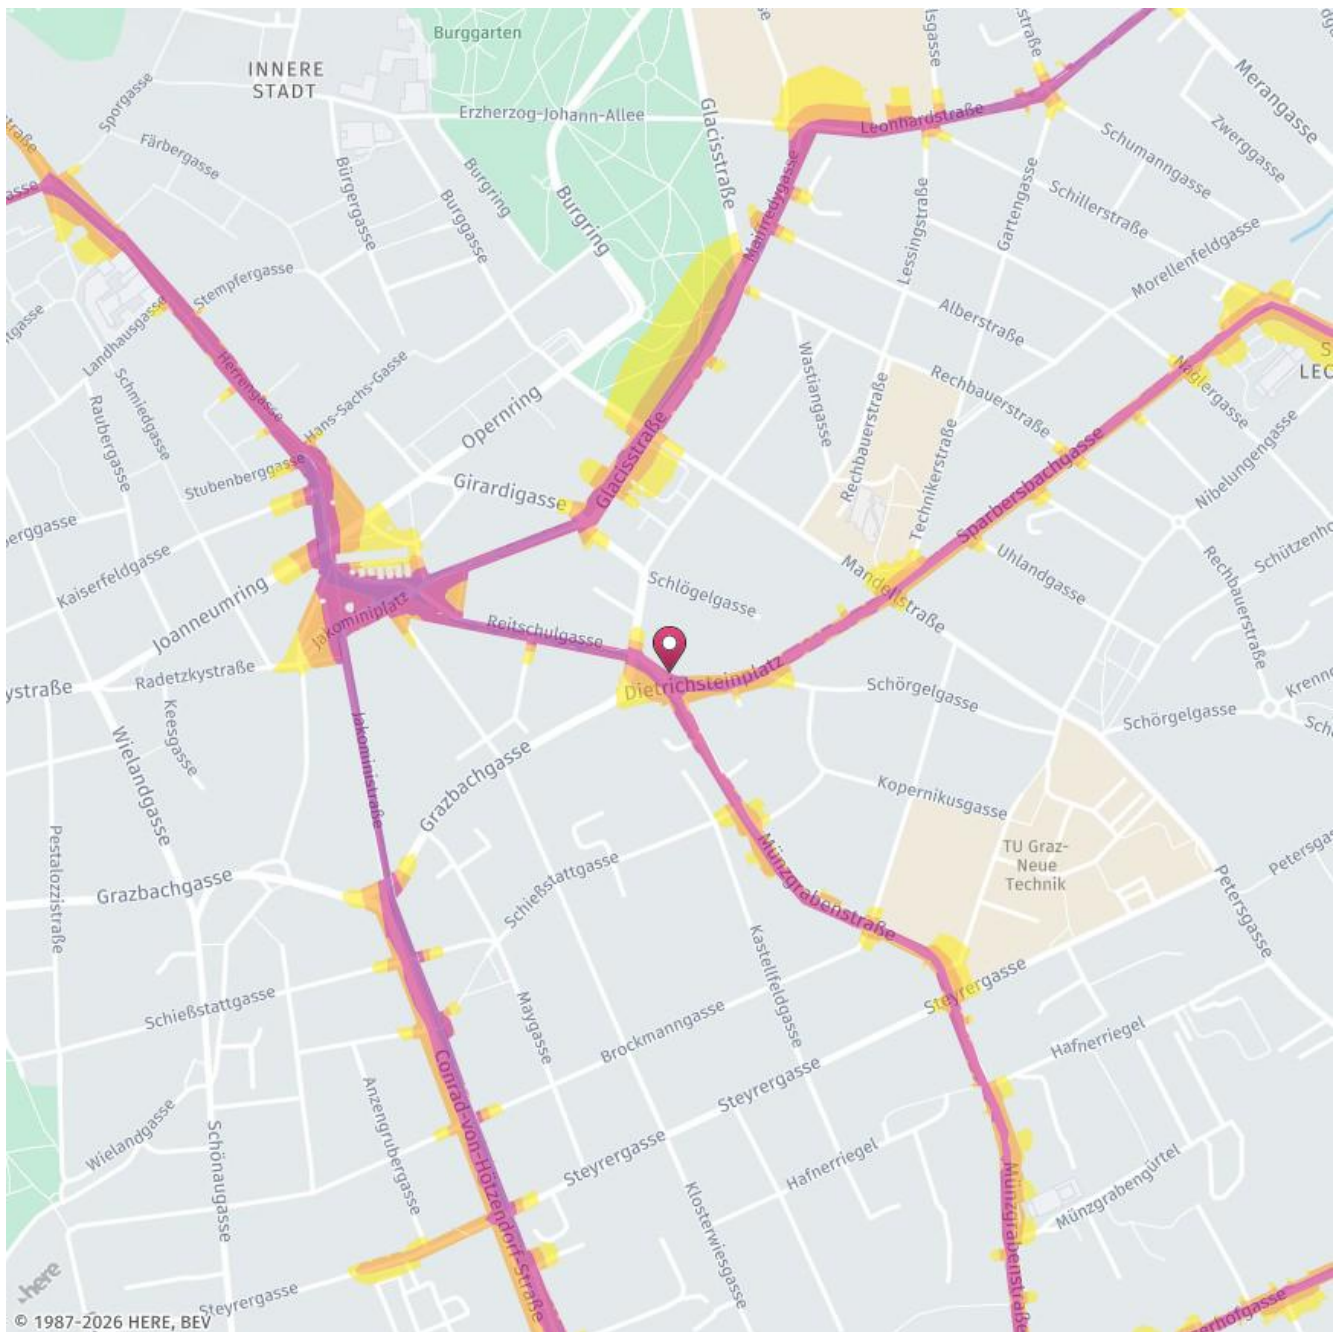 Burggarten
INNERE
STADT
Sporgasse
Färbergasse
Erzherzog-Johann-Allee
Glacisstraße
Leonhardstraße
Merangasse
Zwerggasse
Schumanngasse
Schillerstraße
Bürgergasse
Burgring
Burggasse
Burgring
Maiffredygasse
Lessingstraße
Gartengasse
Morellenfeldgasse
Stempfergasse
Landhausgasse
Alberstraße
Herrengasse
Hans-Sachs-Gasse
Schmiedgasse
Raubergasse
Wastiangasse
Rechbauerstraße
Rechbauerstraße
Naglergasse
Opernring
Glacisstraße
Girardigasse
Stubenberggasse
Technikerstraße
Sparbersbachgasse
Nibelungengasse
Kaiserfeldgasse
Joanneumring
Jakominiplatz
Schlögelgasse
Mandellstraße
Uhlandgasse
Rechbauerstraße
Reitschulgasse
Radetzkystraße
Dietrichsteinplatz
Schörgelgasse
Schörgelgasse
Keesgasse
Wielandgasse
Jakoministraße
Grazbachgasse
Kopernikusgasse
TU Graz-
Neue
Technik
Pestalozzistraße
Grazbachgasse
Schießstattgasse
Münzgrabenstraße
Petersgasse
Kastellfeldgasse
Steyrergasse
Schießstattgasse
Maygasse
Brockmanngasse
Hafnerriegel
Conrad-von-Hötzendorf-Straße
Anzengrubergasse
Steyrergasse
Wielandgasse
Schönaugasse
Steyrergasse
Hafnerriegel
Klosterwiesgasse
Münzgrabenstraße
Münzgrabengürtel
Steyrergasse
here
© 1987-2026 HERE, BEV